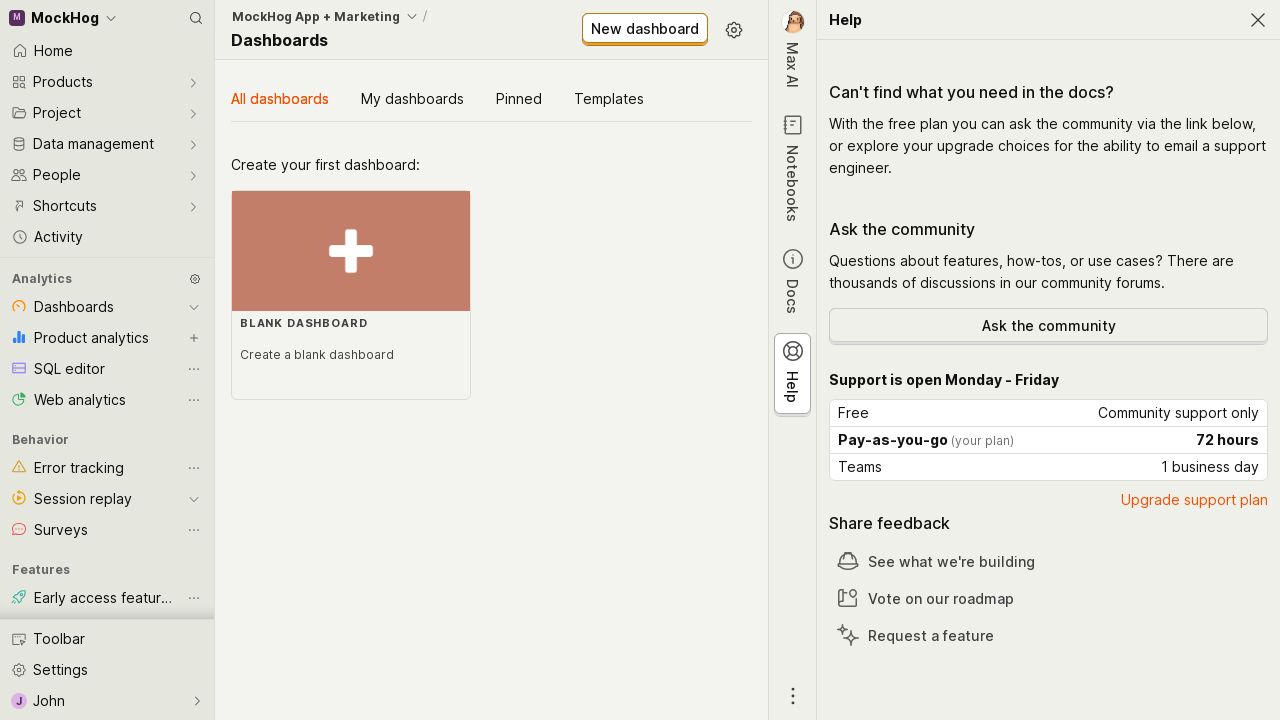 M MockHog
Home
Products
Project
Data management
People
Shortcuts
Activity
Analytics
Dashboards
Product analytics
SQL editor
Web analytics
Behavior
Error tracking
Session replay
Surveys
Features
Early access featur...
Toolbar
Settings
J John
MockHog App + Marketing /
Dashboards
New dashboard
All dashboards
My dashboards
Pinned
Templates
Create your first dashboard:
BLANK DASHBOARD
Create a blank dashboard
Max AI
Notebooks
Docs
Help
Help
Can't find what you need in the docs?
With the free plan you can ask the community via the link below,
or explore your upgrade choices for the ability to email a support
engineer.
Ask the community
Questions about features, how-tos, or use cases? There are
thousands of discussions in our community forums.
Ask the community
Support is open Monday - Friday
Free Community support only
Pay-as-you-go (your plan) 72 hours
Teams 1 business day
Upgrade support plan
Share feedback
See what we're building
Vote on our roadmap
Request a feature